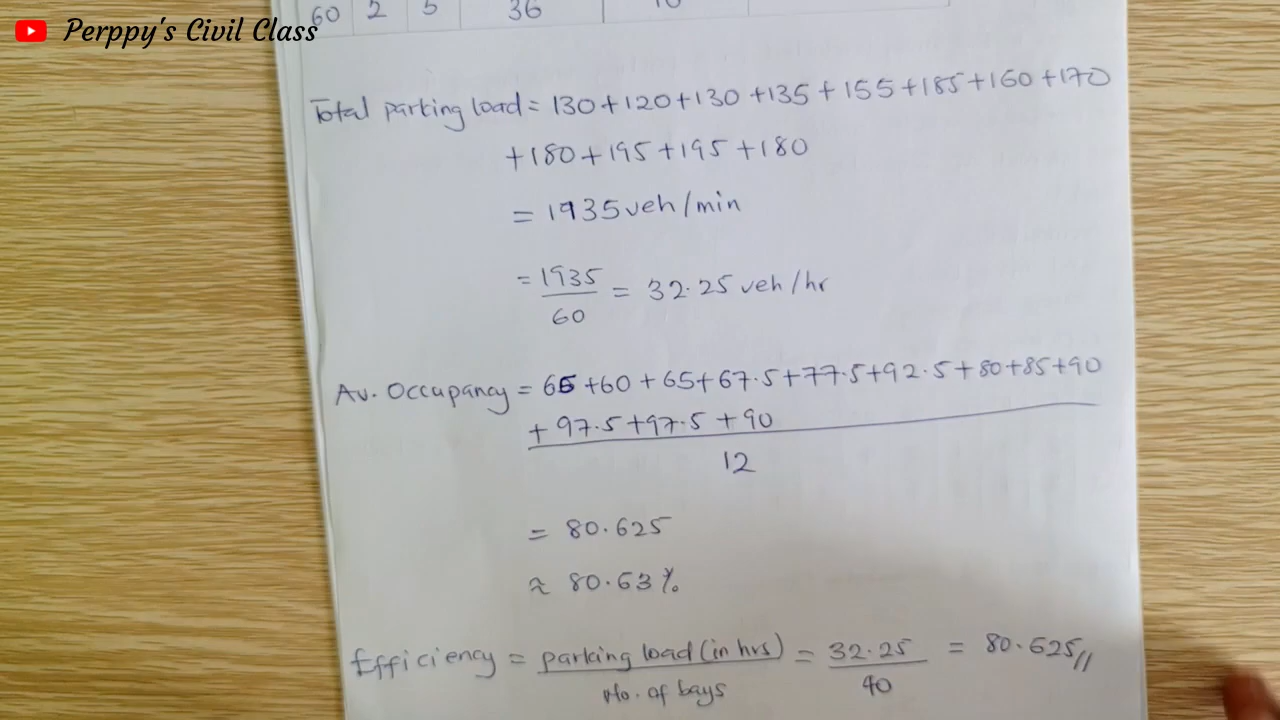 Perppy's Civil Class
60 2 5 36 10
Total parking load = 130+120+130+135+155+185+160+170
+180+195+195+180
= 1935 veh/min
= 1935/60 = 32.25 veh/hr
Av. Occupancy = 65+60+65+67.5+77.5+92.5+80+85+90
+97.5+97.5+90
12
= 80.625
≈ 80.63%
Efficiency = parking load (in hrs)/No. of bays = 32.25/40 = 80.625//